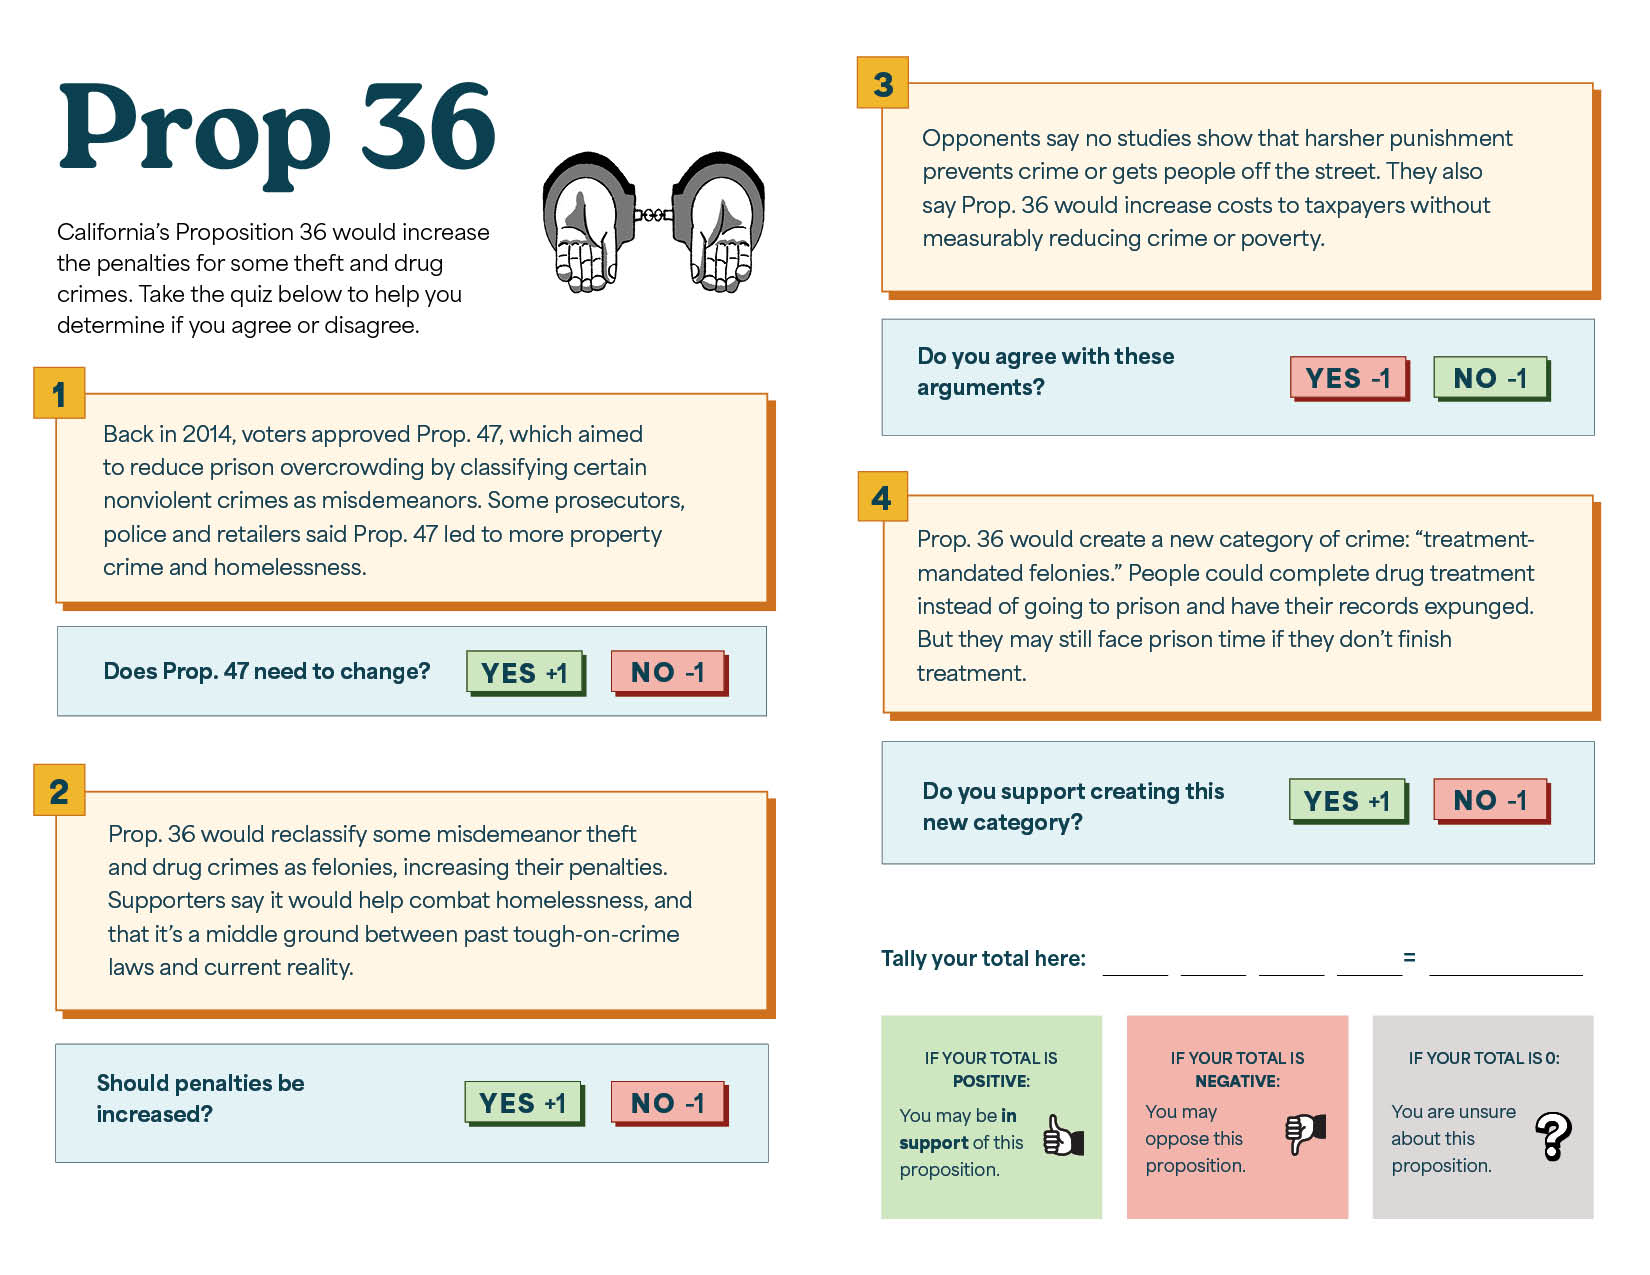 Prop 36
California’s Proposition 36 would increase
the penalties for some theft and drug
crimes. Take the quiz below to help you
determine if you agree or disagree.
1
Back in 2014, voters approved Prop. 47, which aimed
to reduce prison overcrowding by classifying certain
nonviolent crimes as misdemeanors. Some prosecutors,
police and retailers said Prop. 47 led to more property
crime and homelessness.
Does Prop. 47 need to change?
YES +1
NO -1
2
Prop. 36 would reclassify some misdemeanor theft
and drug crimes as felonies, increasing their penalties.
Supporters say it would help combat homelessness, and
that it’s a middle ground between past tough-on-crime
laws and current reality.
Should penalties be
increased?
YES +1
NO -1
3
Opponents say no studies show that harsher punishment
prevents crime or gets people off the street. They also
say Prop. 36 would increase costs to taxpayers without
measurably reducing crime or poverty.
Do you agree with these
arguments?
YES -1
NO -1
4
Prop. 36 would create a new category of crime: “treatment-
mandated felonies.” People could complete drug treatment
instead of going to prison and have their records expunged.
But they may still face prison time if they don’t finish
treatment.
Do you support creating this
new category?
YES +1
NO -1
Tally your total here: ____ ____ ____ ____ = ____
IF YOUR TOTAL IS
POSITIVE:
You may be in
support of this
proposition.
IF YOUR TOTAL IS
NEGATIVE:
You may
oppose this
proposition.
IF YOUR TOTAL IS 0:
You are unsure
about this
proposition.
?